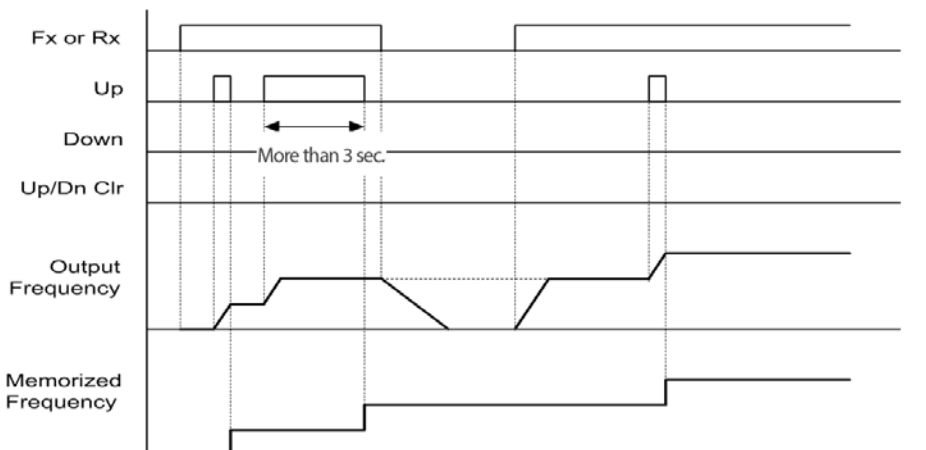 Fx or Rx
Up
Down
More than 3 sec.
Up/Dn Clr
Output
Frequency
Memorized
Frequency